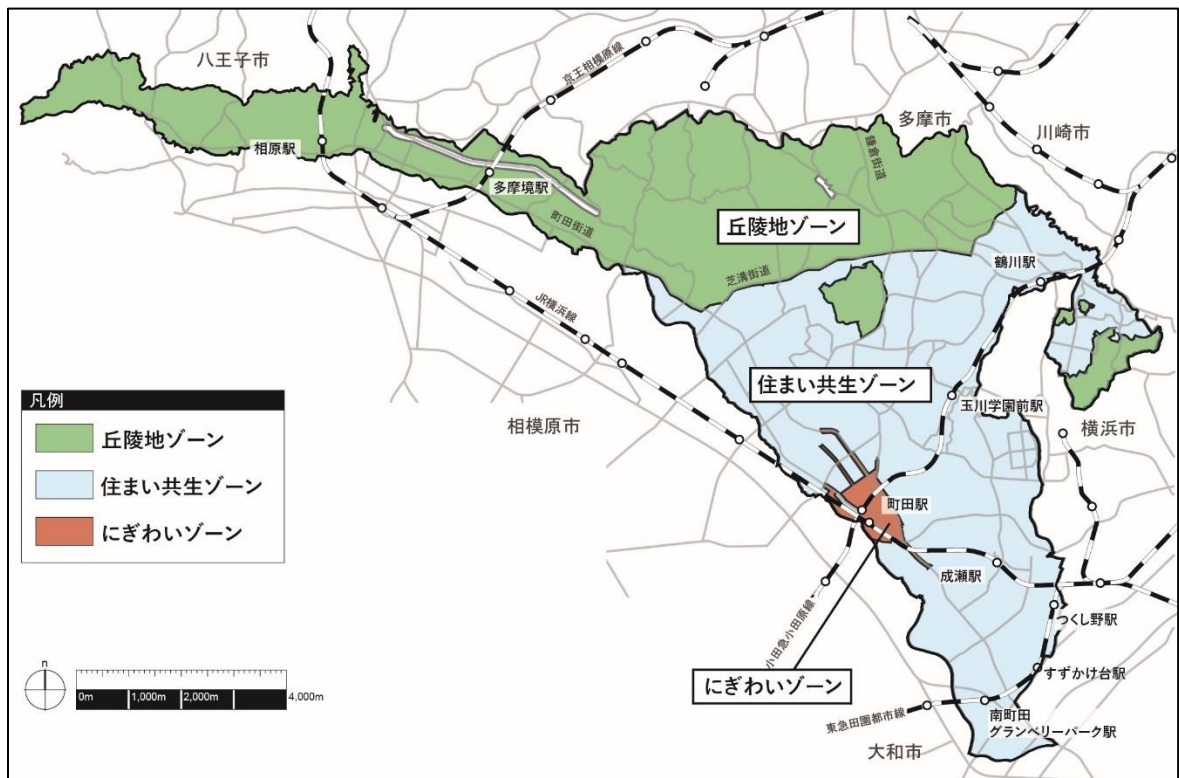 八王子市
京王相模原線
多摩市
鎌倉街道
川崎市
相原駅
多摩境駅
町田街道
丘陵地ゾーン
芝溝街道
鶴川駅
JR横浜線
住まい共生ゾーン
玉川学園前駅
相模原市
横浜市
凡例
丘陵地ゾーン
住まい共生ゾーン
にぎわいゾーン
町田駅
成瀬駅
小田急小田原線
つくし野駅
すずかけ台駅
にぎわいゾーン
n
0m 1,000m 2,000m 4,000m
東急田園都市線
南町田
グランベリーパーク駅
大和市